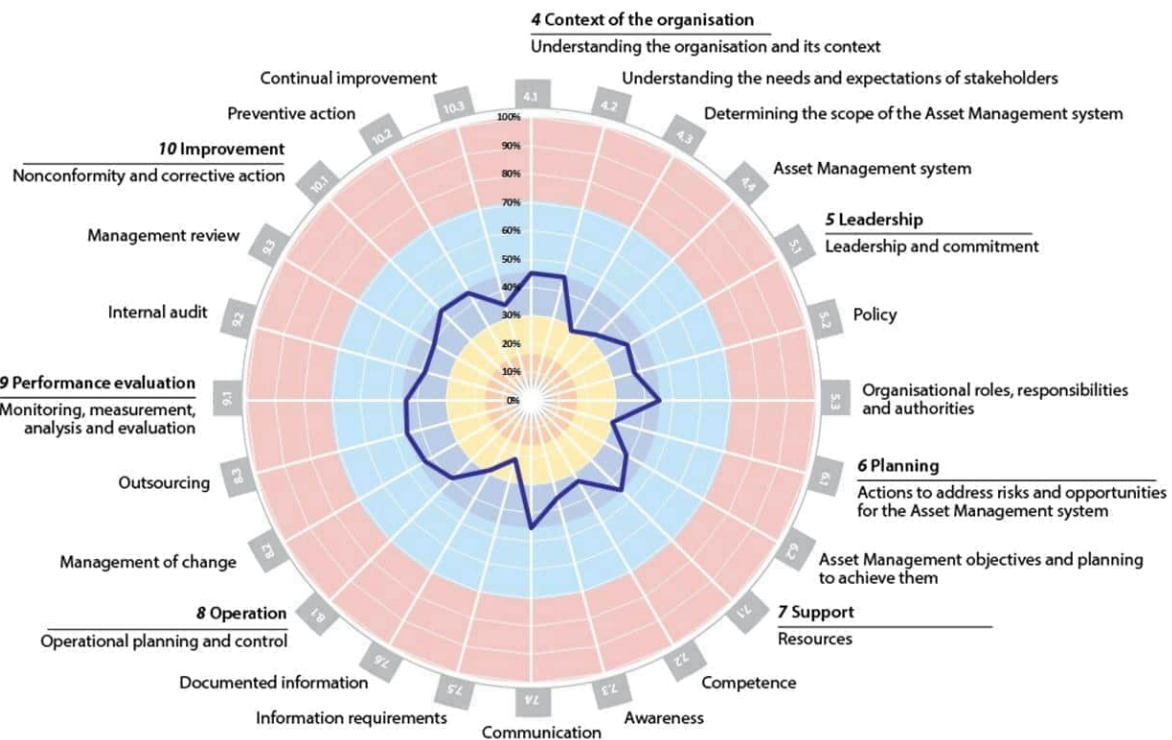 4 Context of the organisation
Understanding the organisation and its context
Continual improvement
Understanding the needs and expectations of stakeholders
Preventive action
Determining the scope of the Asset Management system
10 Improvement
Nonconformity and corrective action
Asset Management system
Management review
5 Leadership
Leadership and commitment
Internal audit
Policy
9 Performance evaluation
Monitoring, measurement,
analysis and evaluation
Organisational roles, responsibilities
and authorities
Outsourcing
6 Planning
Actions to address risks and opportunities
for the Asset Management system
Management of change
Asset Management objectives and planning
to achieve them
8 Operation
Operational planning and control
7 Support
Resources
Documented information
Competence
Information requirements
Awareness
Communication
4.1
4.2
4.3
4.4
5.1
5.2
5.3
6.1
6.2
7.1
7.2
7.3
7.4
7.5
7.6
8.1
8.2
8.3
9.1
9.2
9.3
10.1
10.2
10.3
100%
90%
80%
70%
60%
50%
40%
30%
20%
10%
0%